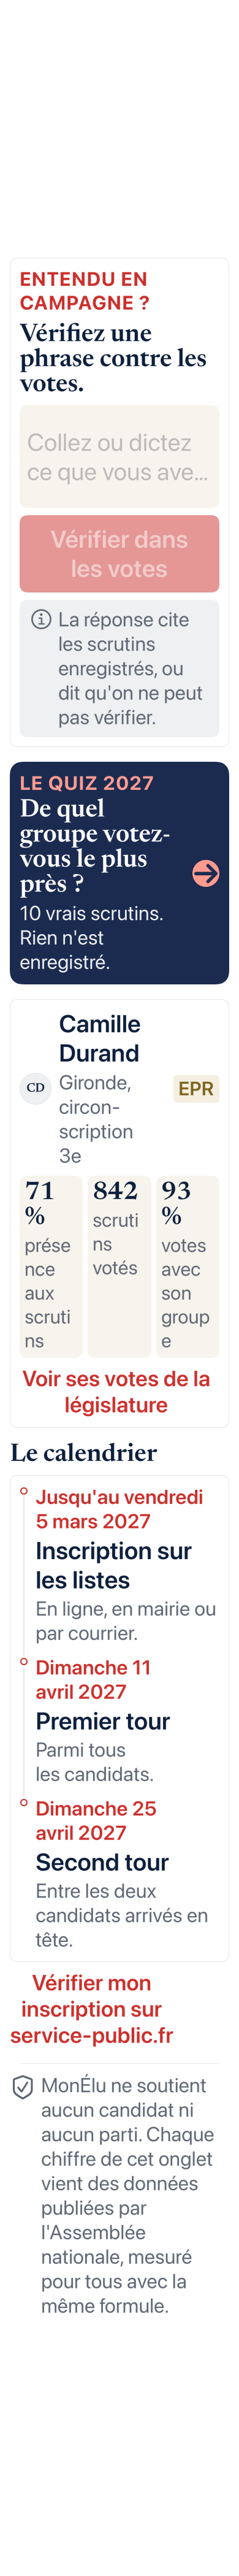 ENTENDU EN
CAMPAGNE ?
Vérifiez une
phrase contre les
votes.
Collez ou dictez
ce que vous ave...
Vérifier dans
les votes
La réponse cite
les scrutins
enregistrés, ou
dit qu'on ne peut
pas vérifier.
LE QUIZ 2027
De quel
groupe votez-
vous le plus
près ?
10 vrais scrutins.
Rien n'est
enregistré.
Camille
Durand
CD
Gironde,
circon-
scription
3e
EPR
71
%
prése
nce
aux
scruti
ns
842
scruti
ns
votés
93
%
votes
avec
son
group
e
Voir ses votes de la
législature
Le calendrier
Jusqu'au vendredi
5 mars 2027
Inscription sur
les listes
En ligne, en mairie ou
par courrier.
Dimanche 11
avril 2027
Premier tour
Parmi tous
les candidats.
Dimanche 25
avril 2027
Second tour
Entre les deux
candidats arrivés en
tête.
Vérifier mon
inscription sur
service-public.fr
MonÉlu ne soutient
aucun candidat ni
aucun parti. Chaque
chiffre de cet onglet
vient des données
publiées par
l'Assemblée
nationale, mesuré
pour tous avec la
même formule.